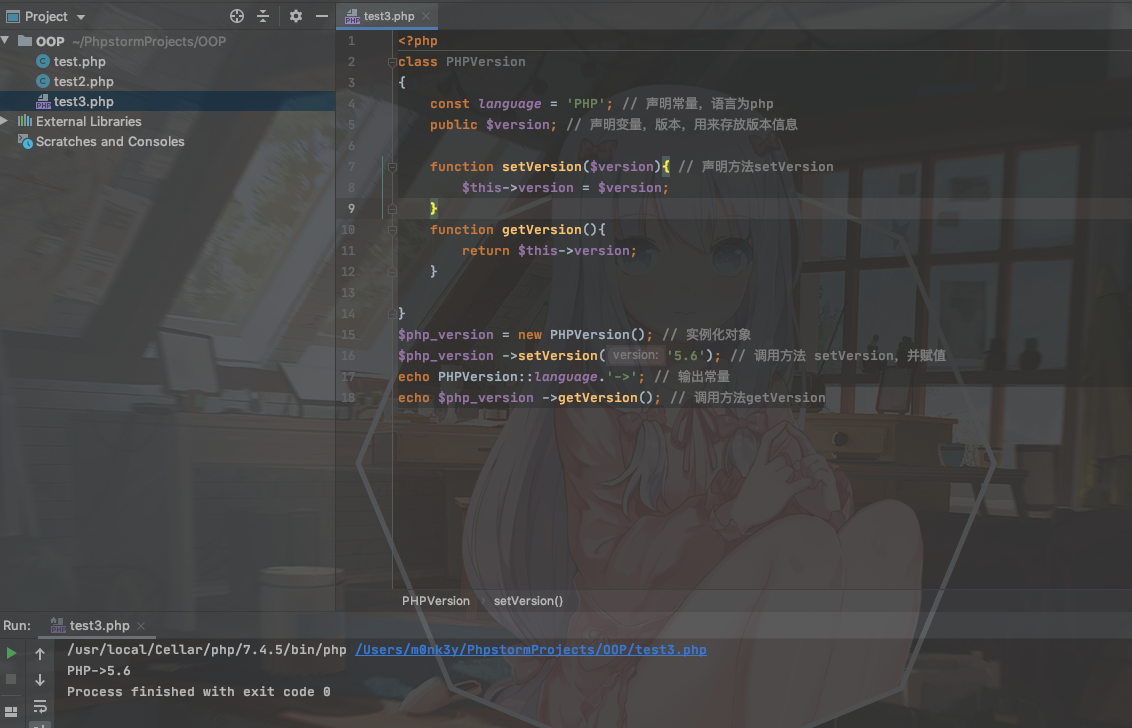 Project
test3.php
OOP ~/PhpstormProjects/OOP
test.php
test2.php
test3.php
External Libraries
Scratches and Consoles
1 <?php
2 class PHPVersion
3 {
4 const language = 'PHP'; // 声明常量，语言为php
5 public $version; // 声明变量，版本，用来存放版本信息
6
7 function setVersion($version){ // 声明方法setVersion
8 $this->version = $version;
9 }
10 function getVersion(){
11 return $this->version;
12 }
13
14 }
15 $php_version = new PHPVersion(); // 实例化对象
16 $php_version ->setVersion( version: '5.6'); // 调用方法 setVersion，并赋值
17 echo PHPVersion::language.'->'; // 输出常量
18 echo $php_version ->getVersion(); // 调用方法getVersion
PHPVersion › setVersion()
Run: test3.php
/usr/local/Cellar/php/7.4.5/bin/php /Users/m0nk3y/PhpstormProjects/OOP/test3.php
PHP->5.6
Process finished with exit code 0